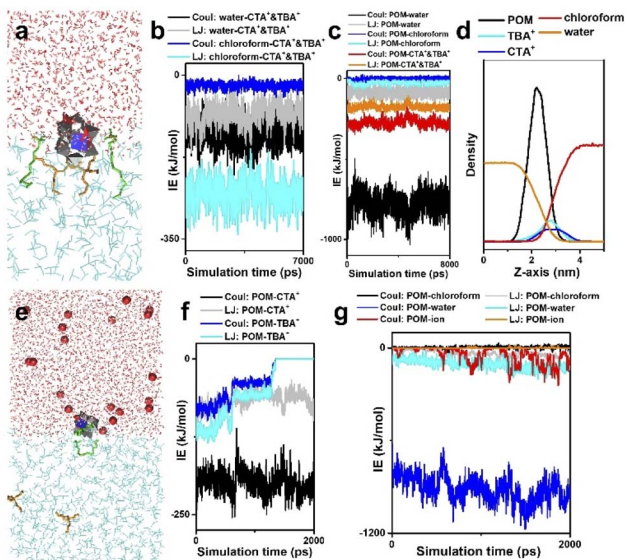 a
b
Coul: water-CTA⁺&TBA⁺
LJ: water-CTA⁺&TBA⁺
Coul: chloroform-CTA⁺&TBA⁺
LJ: chloroform-CTA⁺&TBA⁺
0
IE (kJ/mol)
-350
0 7000
Simulation time (ps)
c
Coul: POM-water
LJ: POM-water
Coul: POM-chloroform
LJ: POM-chloroform
Coul: POM-CTA⁺&TBA⁺
LJ: POM-CTA⁺&TBA⁺
0
IE (kJ/mol)
-1000
0 8000
Simulation time (ps)
d
POM chloroform
TBA⁺ water
CTA⁺
Density
0 2 4
Z-axis (nm)
e
f
Coul: POM-CTA⁺
LJ: POM-CTA⁺
Coul: POM-TBA⁺
LJ: POM-TBA⁺
0
IE (kJ/mol)
-250
0 2000
Simulation time (ps)
g
Coul: POM-chloroform LJ: POM-chloroform
Coul: POM-water LJ: POM-water
Coul: POM-ion LJ: POM-ion
0
IE (kJ/mol)
-1200
0 2000
Simulation time (ps)